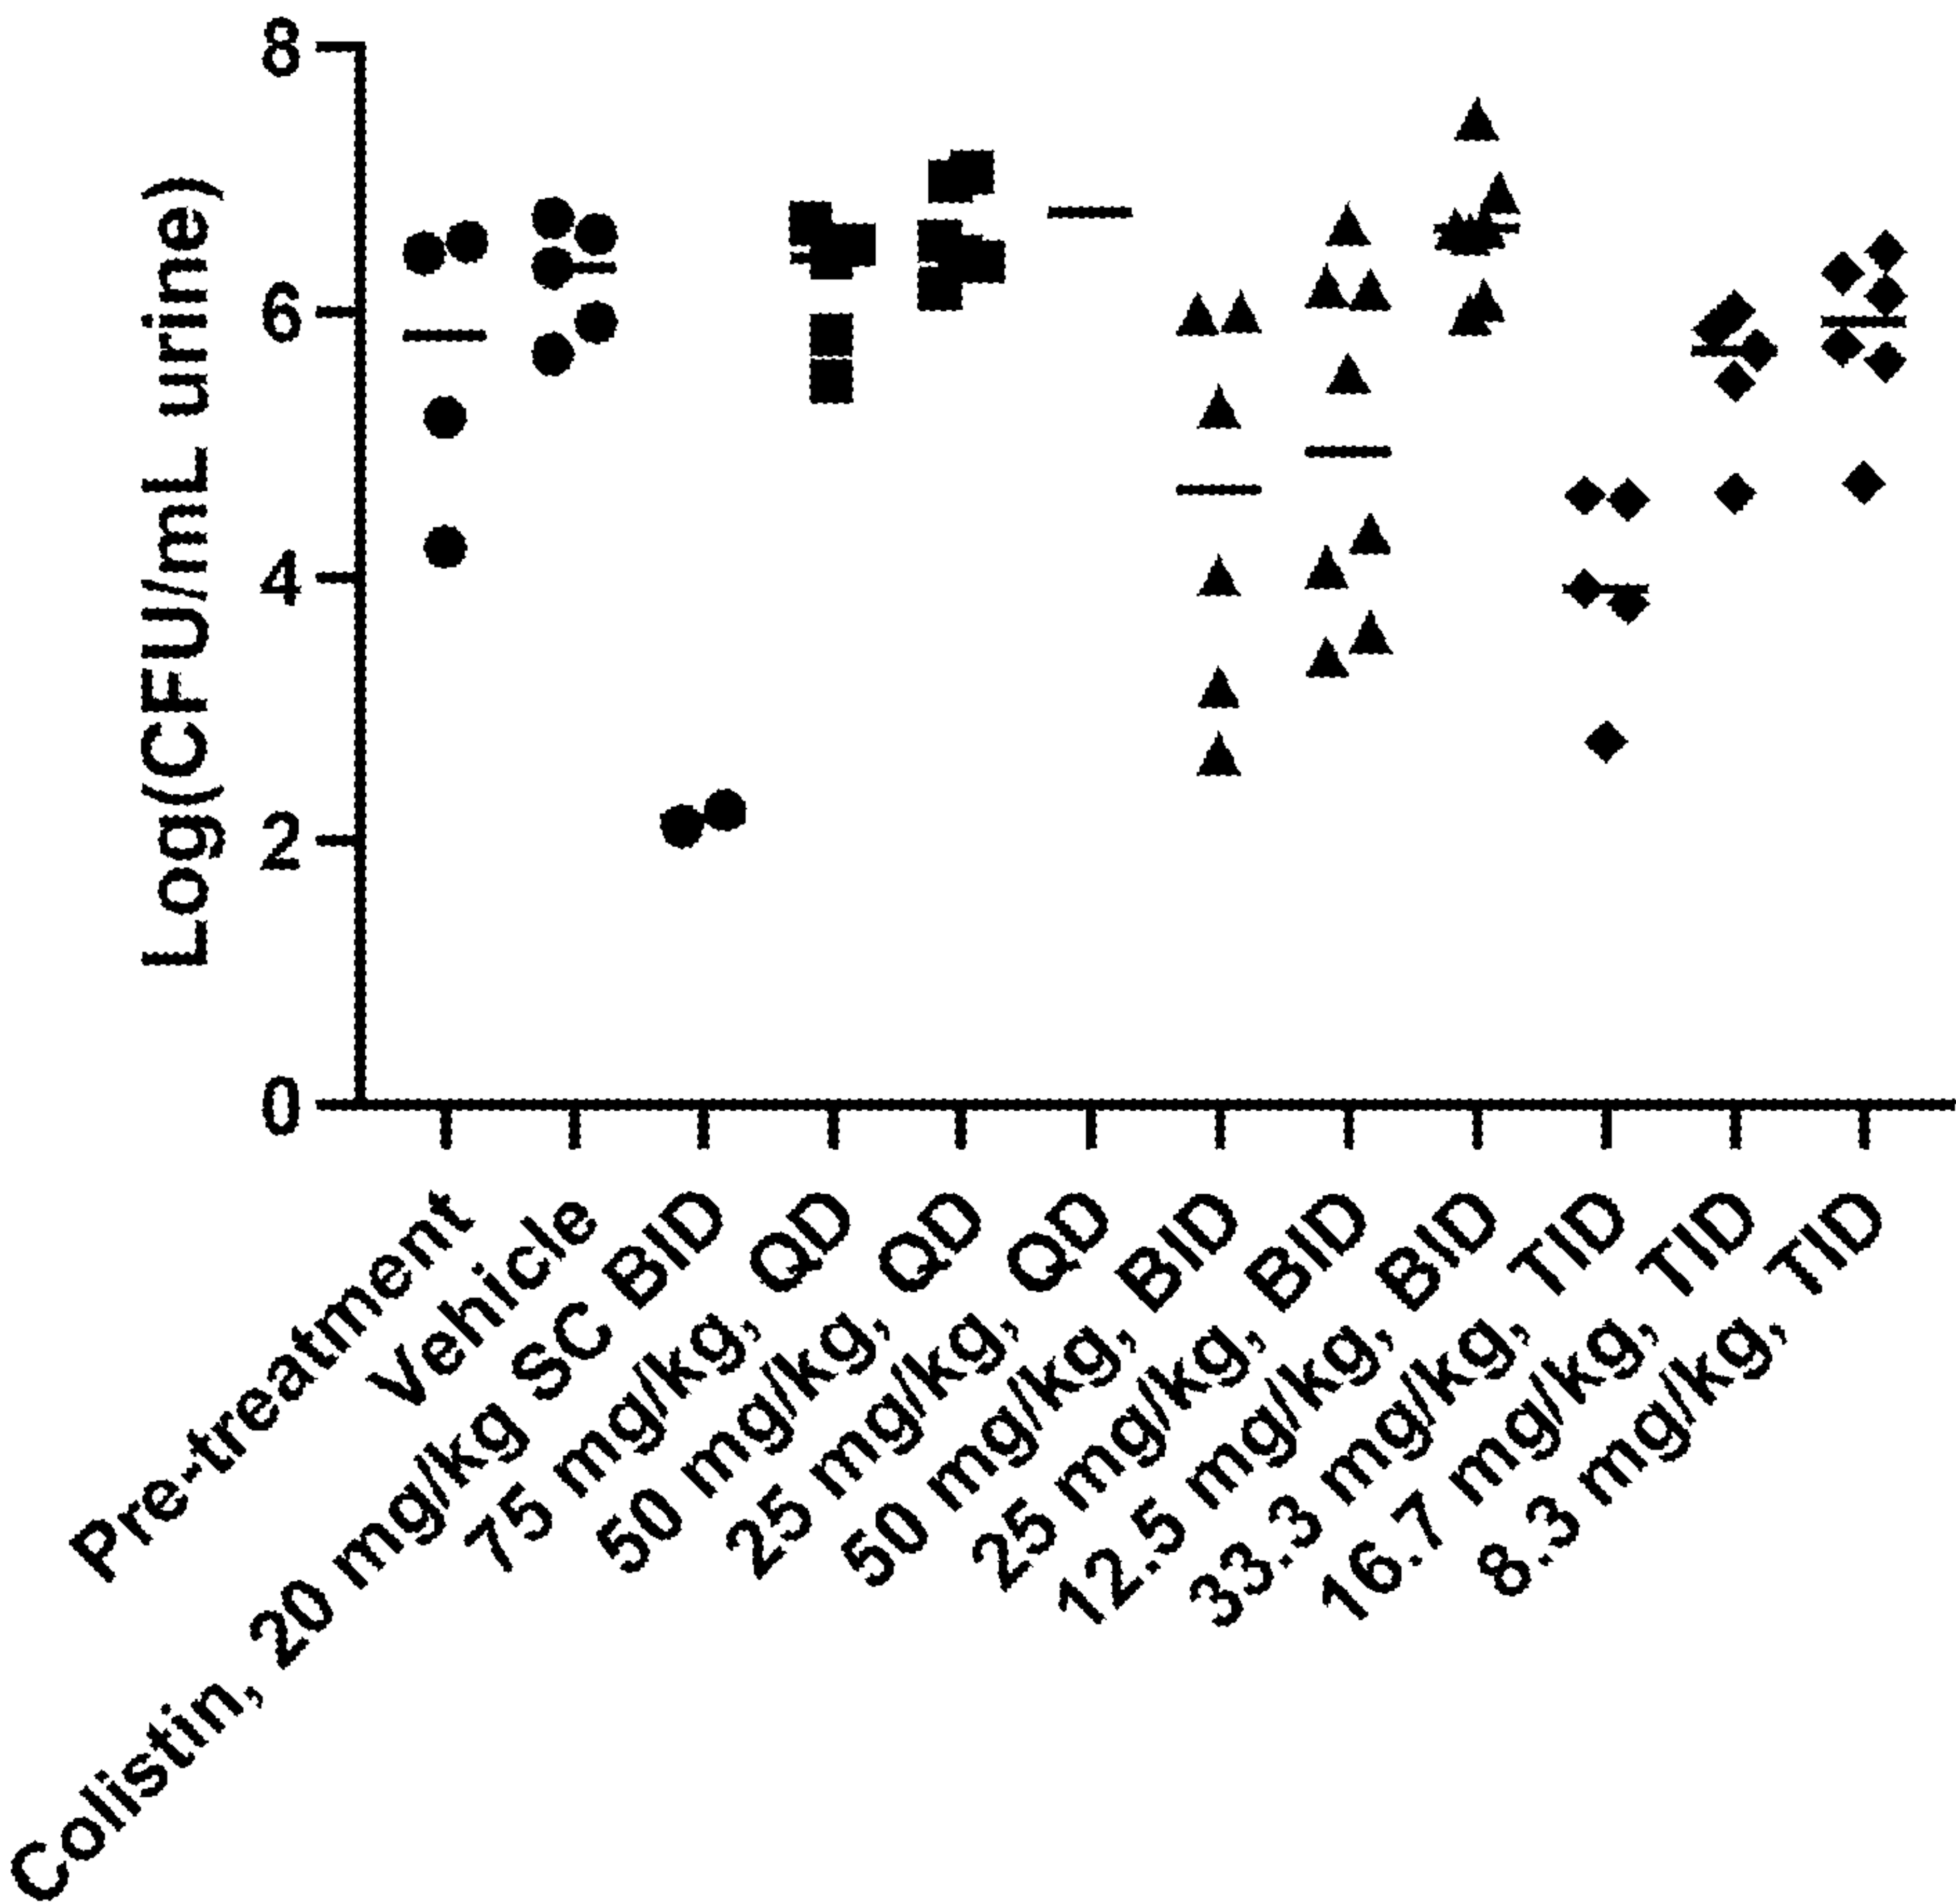 Log(CFU/mL urine)
8
6
4
2
0
Pre-treatment
Vehicle
Colistin, 20 mg/kg SC BID
75 mg/kg, QD
50 mg/kg, QD
25 mg/kg, QD
50 mg/kg, BID
25 mg/kg, BID
12.5 mg/kg, BID
33.3 mg/kg, TID
16.7 mg/kg, TID
8.3 mg/kg, TID